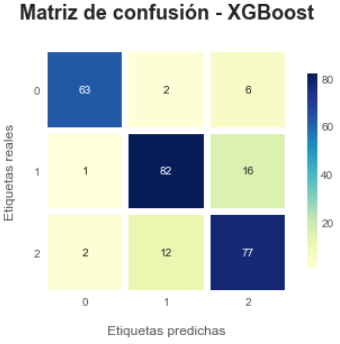 Matriz de confusión - XGBoost
0 63 2 6
1 1 82 16
2 2 12 77
0 1 2
80
60
40
20
Etiquetas reales
Etiquetas predichas